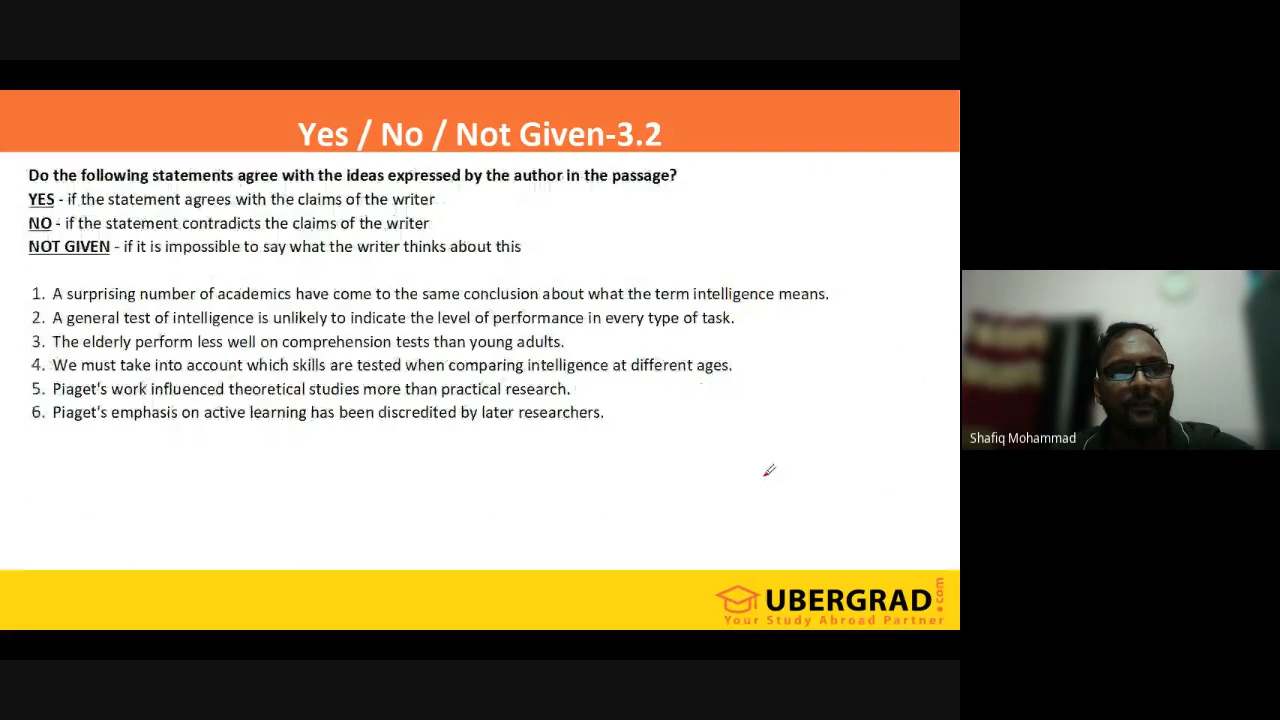 Yes / No / Not Given-3.2
Do the following statements agree with the ideas expressed by the author in the passage?
YES - if the statement agrees with the claims of the writer
NO - if the statement contradicts the claims of the writer
NOT GIVEN - if it is impossible to say what the writer thinks about this
1. A surprising number of academics have come to the same conclusion about what the term intelligence means.
2. A general test of intelligence is unlikely to indicate the level of performance in every type of task.
3. The elderly perform less well on comprehension tests than young adults.
4. We must take into account which skills are tested when comparing intelligence at different ages.
5. Piaget's work influenced theoretical studies more than practical research.
6. Piaget's emphasis on active learning has been discredited by later researchers.
UBERGRAD.com
Your Study Abroad Partner
Shafiq Mohammad